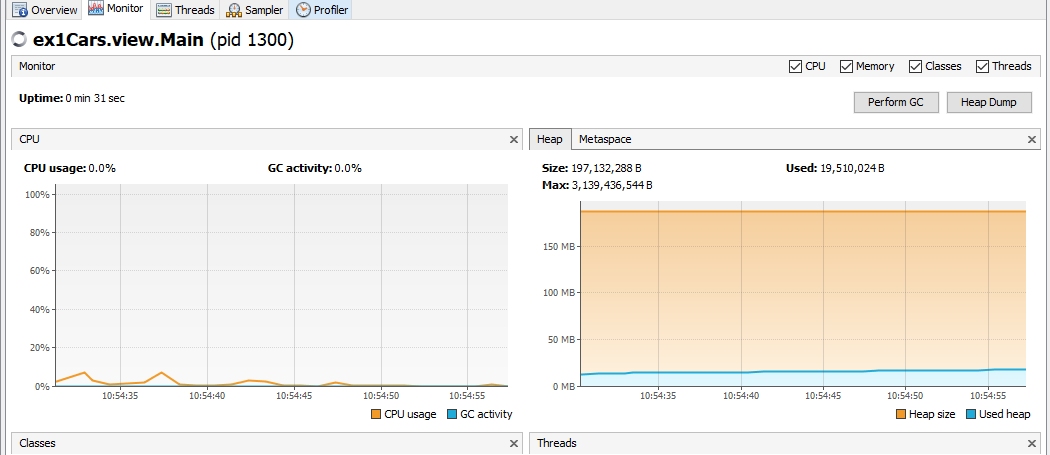 Overview Monitor Threads Sampler Profiler
ex1Cars.view.Main (pid 1300)
Monitor CPU Memory Classes Threads
Uptime: 0 min 31 sec
Perform GC Heap Dump
CPU
CPU usage: 0.0% GC activity: 0.0%
100%
80%
60%
40%
20%
0%
10:54:35 10:54:40 10:54:45 10:54:50 10:54:55
CPU usage GC activity
Heap Metaspace
Size: 197,132,288 B Used: 19,510,024 B
Max: 3,139,436,544 B
150 MB
100 MB
50 MB
0 MB
10:54:35 10:54:40 10:54:45 10:54:50 10:54:55
Heap size Used heap
Classes
Threads